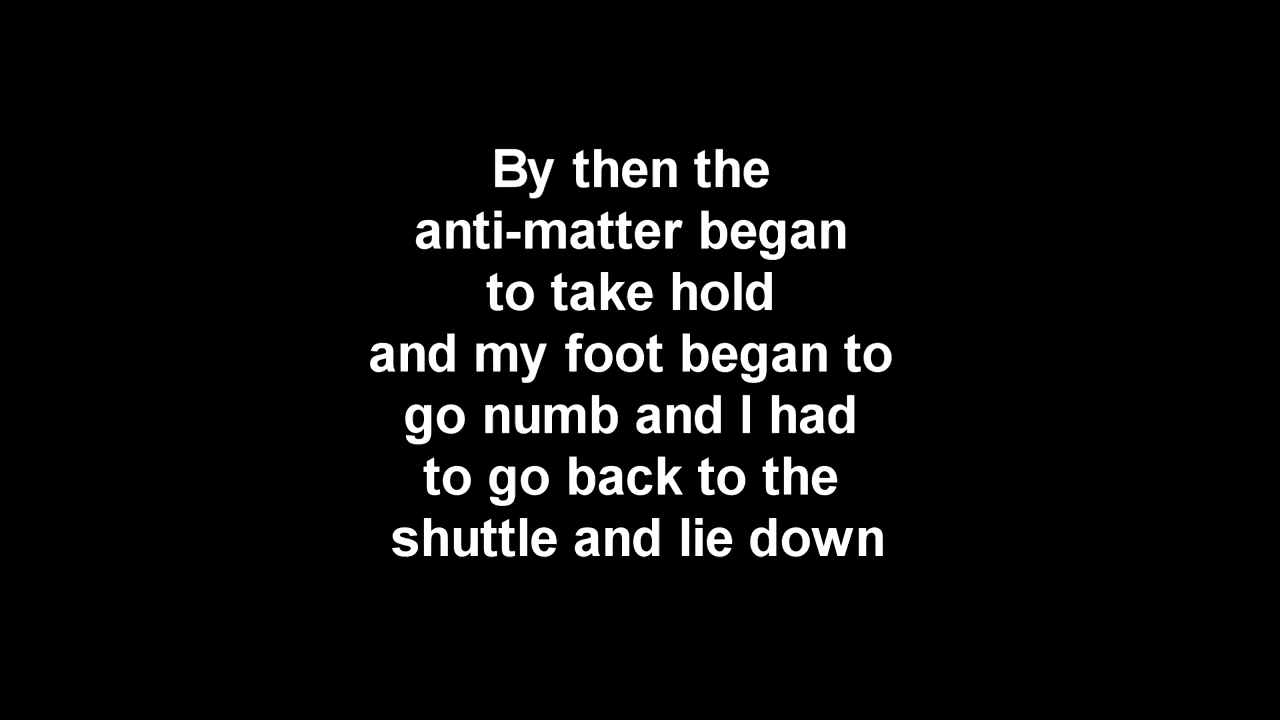 By then the
anti-matter began
to take hold
and my foot began to
go numb and I had
to go back to the
shuttle and lie down